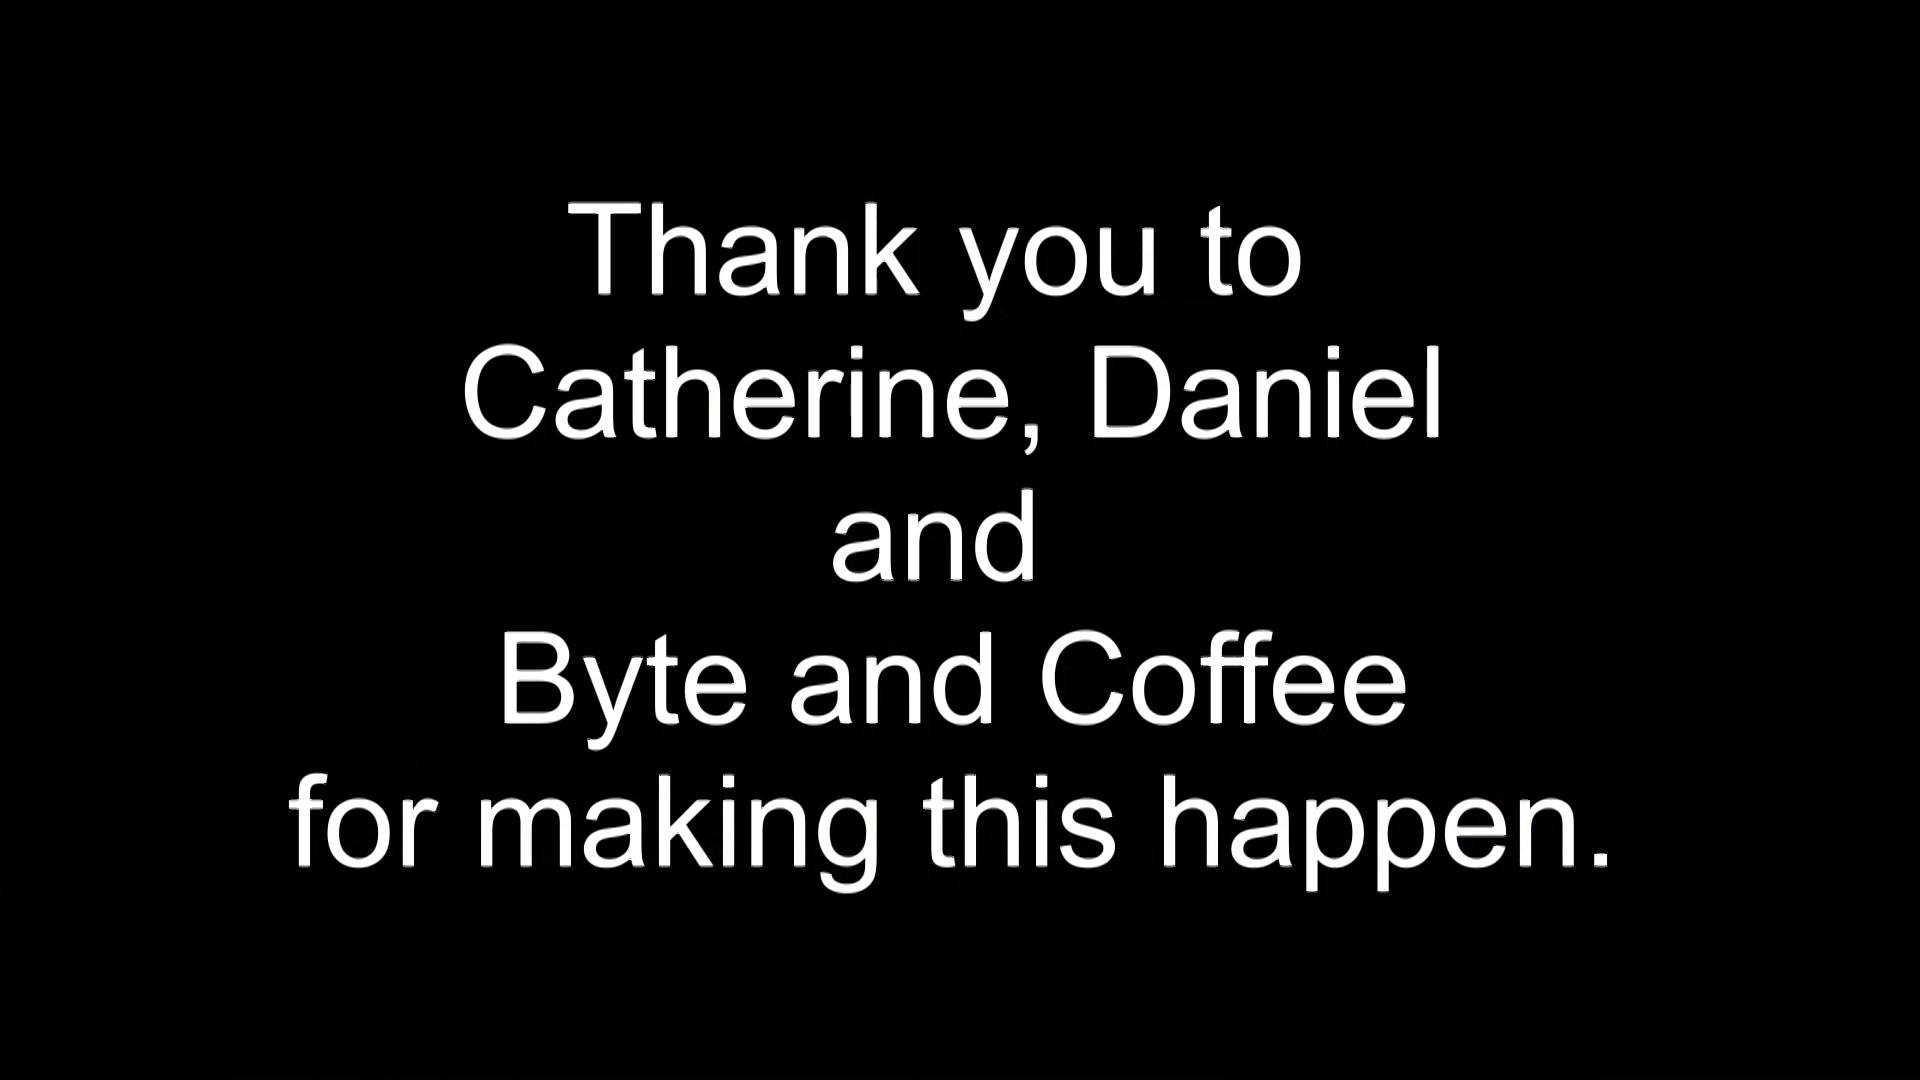 Thank you to
Catherine, Daniel
and
Byte and Coffee
for making this happen.